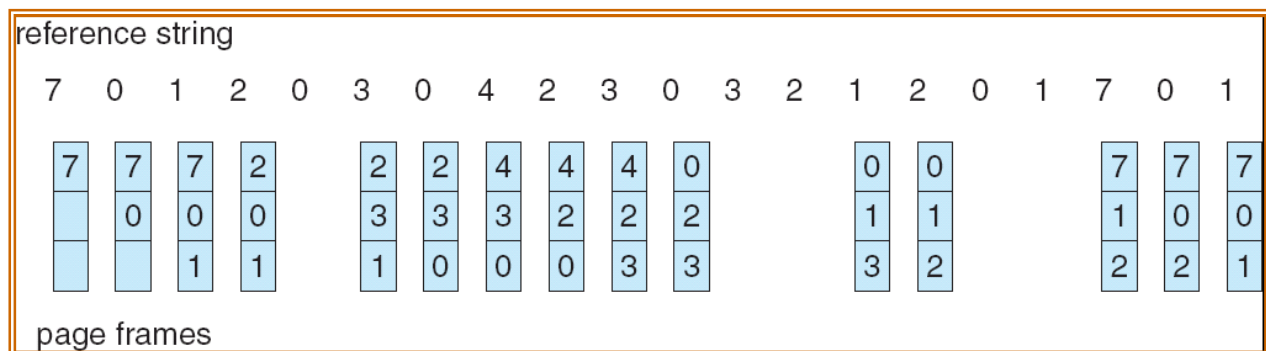 reference string
7 0 1 2 0 3 0 4 2 3 0 3 2 1 2 0 1 7 0 1
7 7 7 2 2 2 4 4 4 0 0 0 7 7 7
0 0 0 3 3 3 2 2 2 1 1 1 0 0
1 1 1 0 0 0 3 3 3 2 2 2 1
page frames